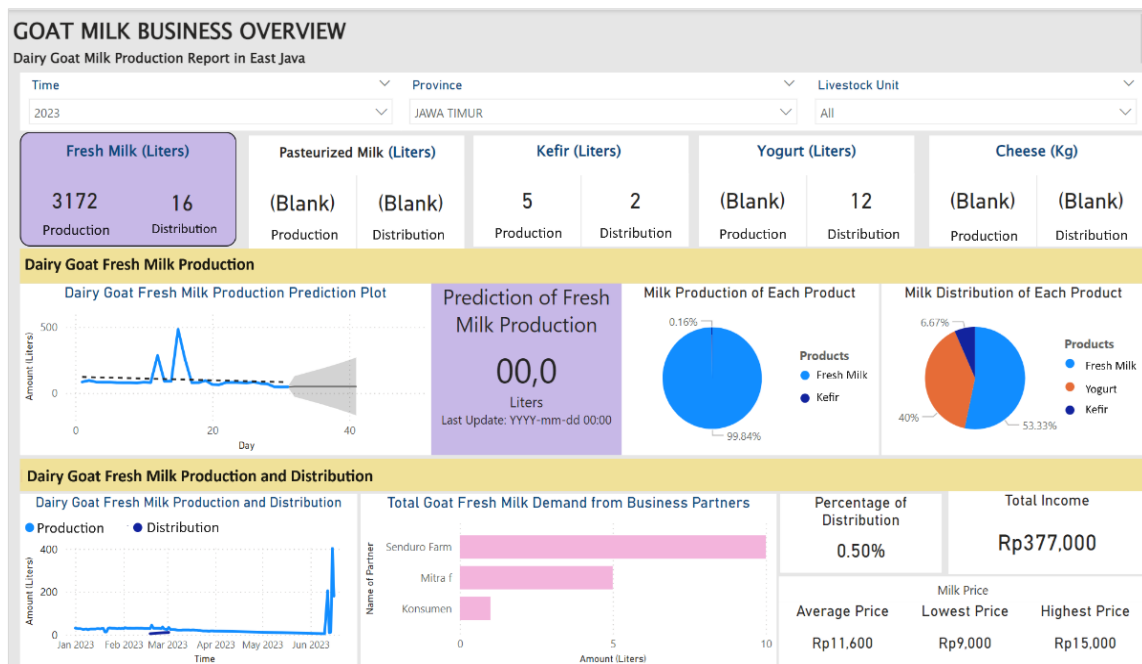 GOAT MILK BUSINESS OVERVIEW
Dairy Goat Milk Production Report in East Java
Time
Province
Livestock Unit
2023
JAWA TIMUR
All
Fresh Milk (Liters)
3172
16
Production
Distribution
Pasteurized Milk (Liters)
(Blank)
(Blank)
Production
Distribution
Kefir (Liters)
5
2
Production
Distribution
Yogurt (Liters)
(Blank)
12
Production
Distribution
Cheese (Kg)
(Blank)
(Blank)
Production
Distribution
Dairy Goat Fresh Milk Production
Dairy Goat Fresh Milk Production Prediction Plot
Amount (Liters)
500
0
0
20
40
Day
Prediction of Fresh
Milk Production
00,0
Liters
Last Update: YYYY-mm-dd 00:00
Milk Production of Each Product
0.16%
99.84%
Products
Fresh Milk
Kefir
Milk Distribution of Each Product
6.67%
40%
53.33%
Products
Fresh Milk
Yogurt
Kefir
Dairy Goat Fresh Milk Production and Distribution
Dairy Goat Fresh Milk Production and Distribution
Production
Distribution
Amount (Liters)
400
200
0
Jan 2023
Feb 2023
Mar 2023
Apr 2023
May 2023
Jun 2023
Time
Total Goat Fresh Milk Demand from Business Partners
Name of Partner
Senduro Farm
Mitra f
Konsumen
0
5
10
Amount (Liters)
Percentage of
Distribution
0.50%
Total Income
Rp377,000
Milk Price
Average Price
Lowest Price
Highest Price
Rp11,600
Rp9,000
Rp15,000